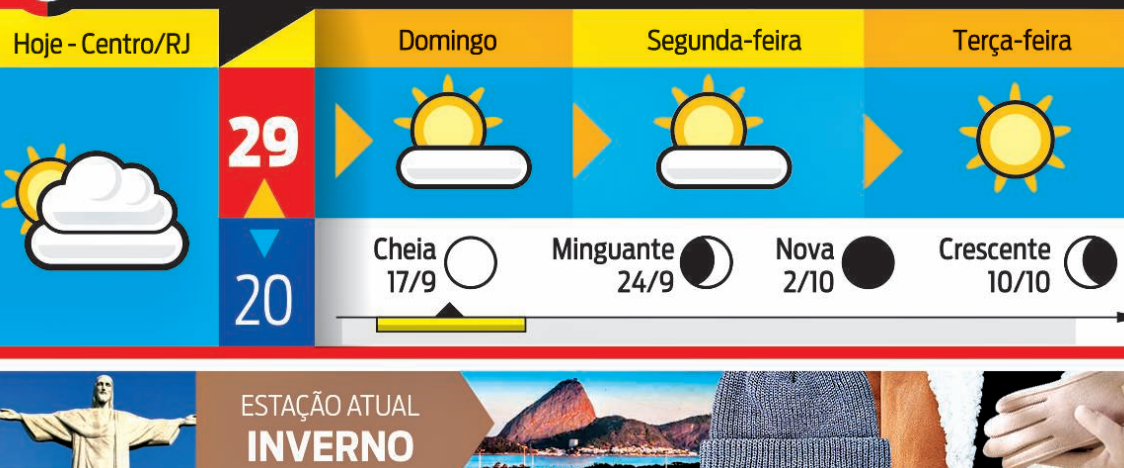 Hoje - Centro/RJ
Domingo
Segunda-feira
Terça-feira
29
20
Cheia
17/9
Minguante
24/9
Nova
2/10
Crescente
10/10
ESTAÇÃO ATUAL
INVERNO